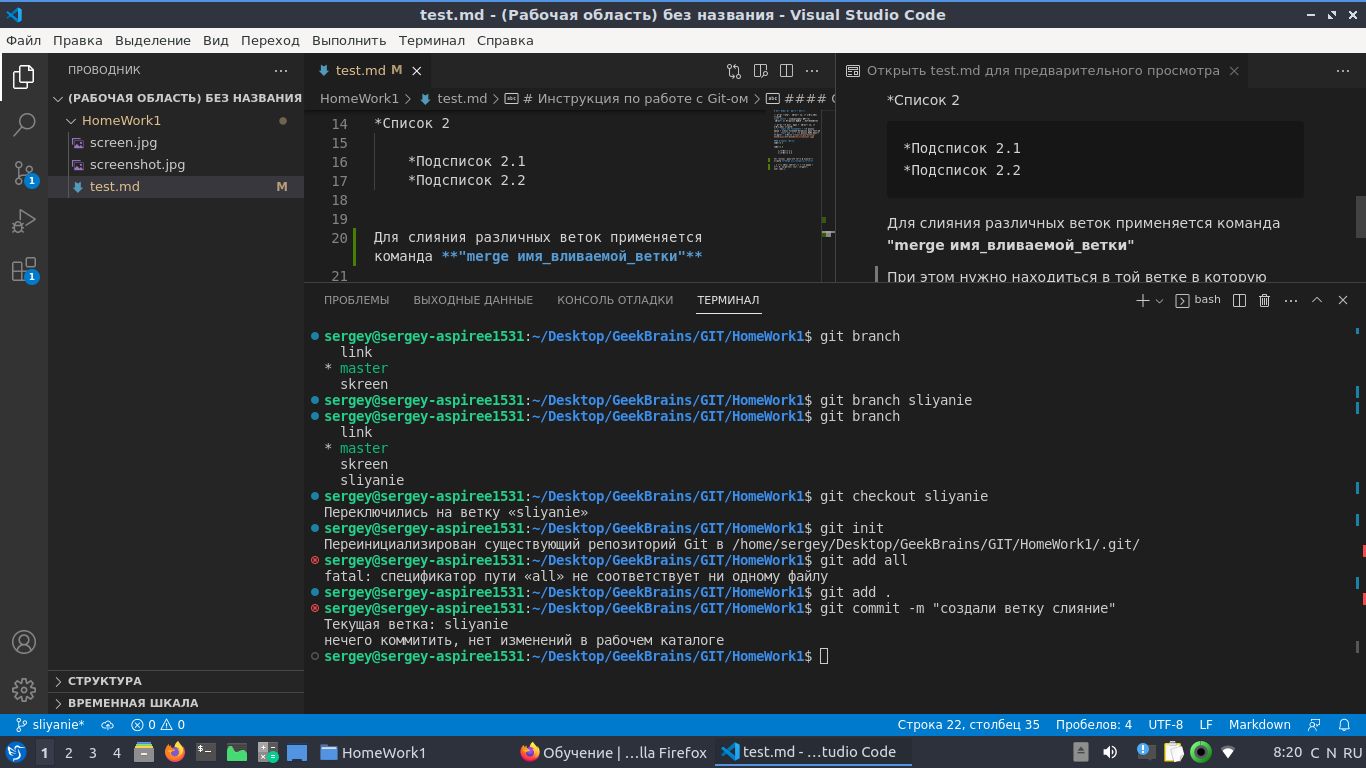 test.md - (Рабочая область) без названия - Visual Studio Code
Файл Правка Выделение Вид Переход Выполнить Терминал Справка
ПРОВОДНИК
(РАБОЧАЯ ОБЛАСТЬ) БЕЗ НАЗВАНИЯ
HomeWork1
screen.jpg
screenshot.jpg
test.md M
1
1
СТРУКТУРА
ВРЕМЕННАЯ ШКАЛА
test.md M
HomeWork1 > test.md > # Инструкция по работе с Git-ом > ####
14 *Список 2
15
16 *Подсписок 2.1
17 *Подсписок 2.2
18
19
20 Для слияния различных веток применяется
команда **"merge имя_вливаемой_ветки"**
21
Открыть test.md для предварительного просмотра
*Список 2
*Подсписок 2.1
*Подсписок 2.2
Для слияния различных веток применяется команда
"merge имя_вливаемой_ветки"
При этом нужно находиться в той ветке в которую
ПРОБЛЕМЫ ВЫХОДНЫЕ ДАННЫЕ КОНСОЛЬ ОТЛАДКИ ТЕРМИНАЛ
bash
sergey@sergey-aspiree1531:~/Desktop/GeekBrains/GIT/HomeWork1$ git branch
link
* master
skreen
sergey@sergey-aspiree1531:~/Desktop/GeekBrains/GIT/HomeWork1$ git branch sliyanie
sergey@sergey-aspiree1531:~/Desktop/GeekBrains/GIT/HomeWork1$ git branch
link
* master
skreen
sliyanie
sergey@sergey-aspiree1531:~/Desktop/GeekBrains/GIT/HomeWork1$ git checkout sliyanie
Переключились на ветку «sliyanie»
sergey@sergey-aspiree1531:~/Desktop/GeekBrains/GIT/HomeWork1$ git init
Переинициализирован существующий репозиторий Git в /home/sergey/Desktop/GeekBrains/GIT/HomeWork1/.git/
sergey@sergey-aspiree1531:~/Desktop/GeekBrains/GIT/HomeWork1$ git add all
fatal: спецификатор пути «all» не соответствует ни одному файлу
sergey@sergey-aspiree1531:~/Desktop/GeekBrains/GIT/HomeWork1$ git add .
sergey@sergey-aspiree1531:~/Desktop/GeekBrains/GIT/HomeWork1$ git commit -m "создали ветку слияние"
Текущая ветка: sliyanie
нечего коммитить, нет изменений в рабочем каталоге
sergey@sergey-aspiree1531:~/Desktop/GeekBrains/GIT/HomeWork1$
sliyanie* 0 0 Строка 22, столбец 35 Пробелов: 4 UTF-8 LF Markdown
1 2 3 4 HomeWork1 Обучение | ...lla Firefox test.md - ...tudio Code 8:20 C N RU